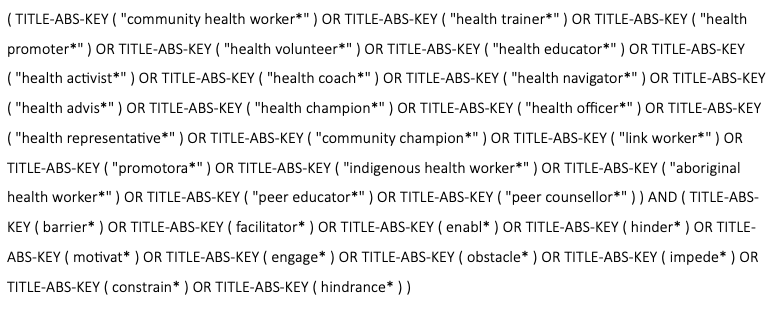 ( TITLE-ABS-KEY ( "community health worker*" ) OR TITLE-ABS-KEY ( "health trainer*" ) OR TITLE-ABS-KEY ( "health
promoter*" ) OR TITLE-ABS-KEY ( "health volunteer*" ) OR TITLE-ABS-KEY ( "health educator*" ) OR TITLE-ABS-KEY
( "health activist*" ) OR TITLE-ABS-KEY ( "health coach*" ) OR TITLE-ABS-KEY ( "health navigator*" ) OR TITLE-ABS-KEY
( "health advis*" ) OR TITLE-ABS-KEY ( "health champion*" ) OR TITLE-ABS-KEY ( "health officer*" ) OR TITLE-ABS-KEY
( "health representative*" ) OR TITLE-ABS-KEY ( "community champion*" ) OR TITLE-ABS-KEY ( "link worker*" ) OR
TITLE-ABS-KEY ( "promotora*" ) OR TITLE-ABS-KEY ( "indigenous health worker*" ) OR TITLE-ABS-KEY ( "aboriginal
health worker*" ) OR TITLE-ABS-KEY ( "peer educator*" ) OR TITLE-ABS-KEY ( "peer counsellor*" ) ) AND ( TITLE-ABS-
KEY ( barrier* ) OR TITLE-ABS-KEY ( facilitator* ) OR TITLE-ABS-KEY ( enabl* ) OR TITLE-ABS-KEY ( hinder* ) OR TITLE-
ABS-KEY ( motivat* ) OR TITLE-ABS-KEY ( engage* ) OR TITLE-ABS-KEY ( obstacle* ) OR TITLE-ABS-KEY ( impede* ) OR
TITLE-ABS-KEY ( constrain* ) OR TITLE-ABS-KEY ( hindrance* ) )